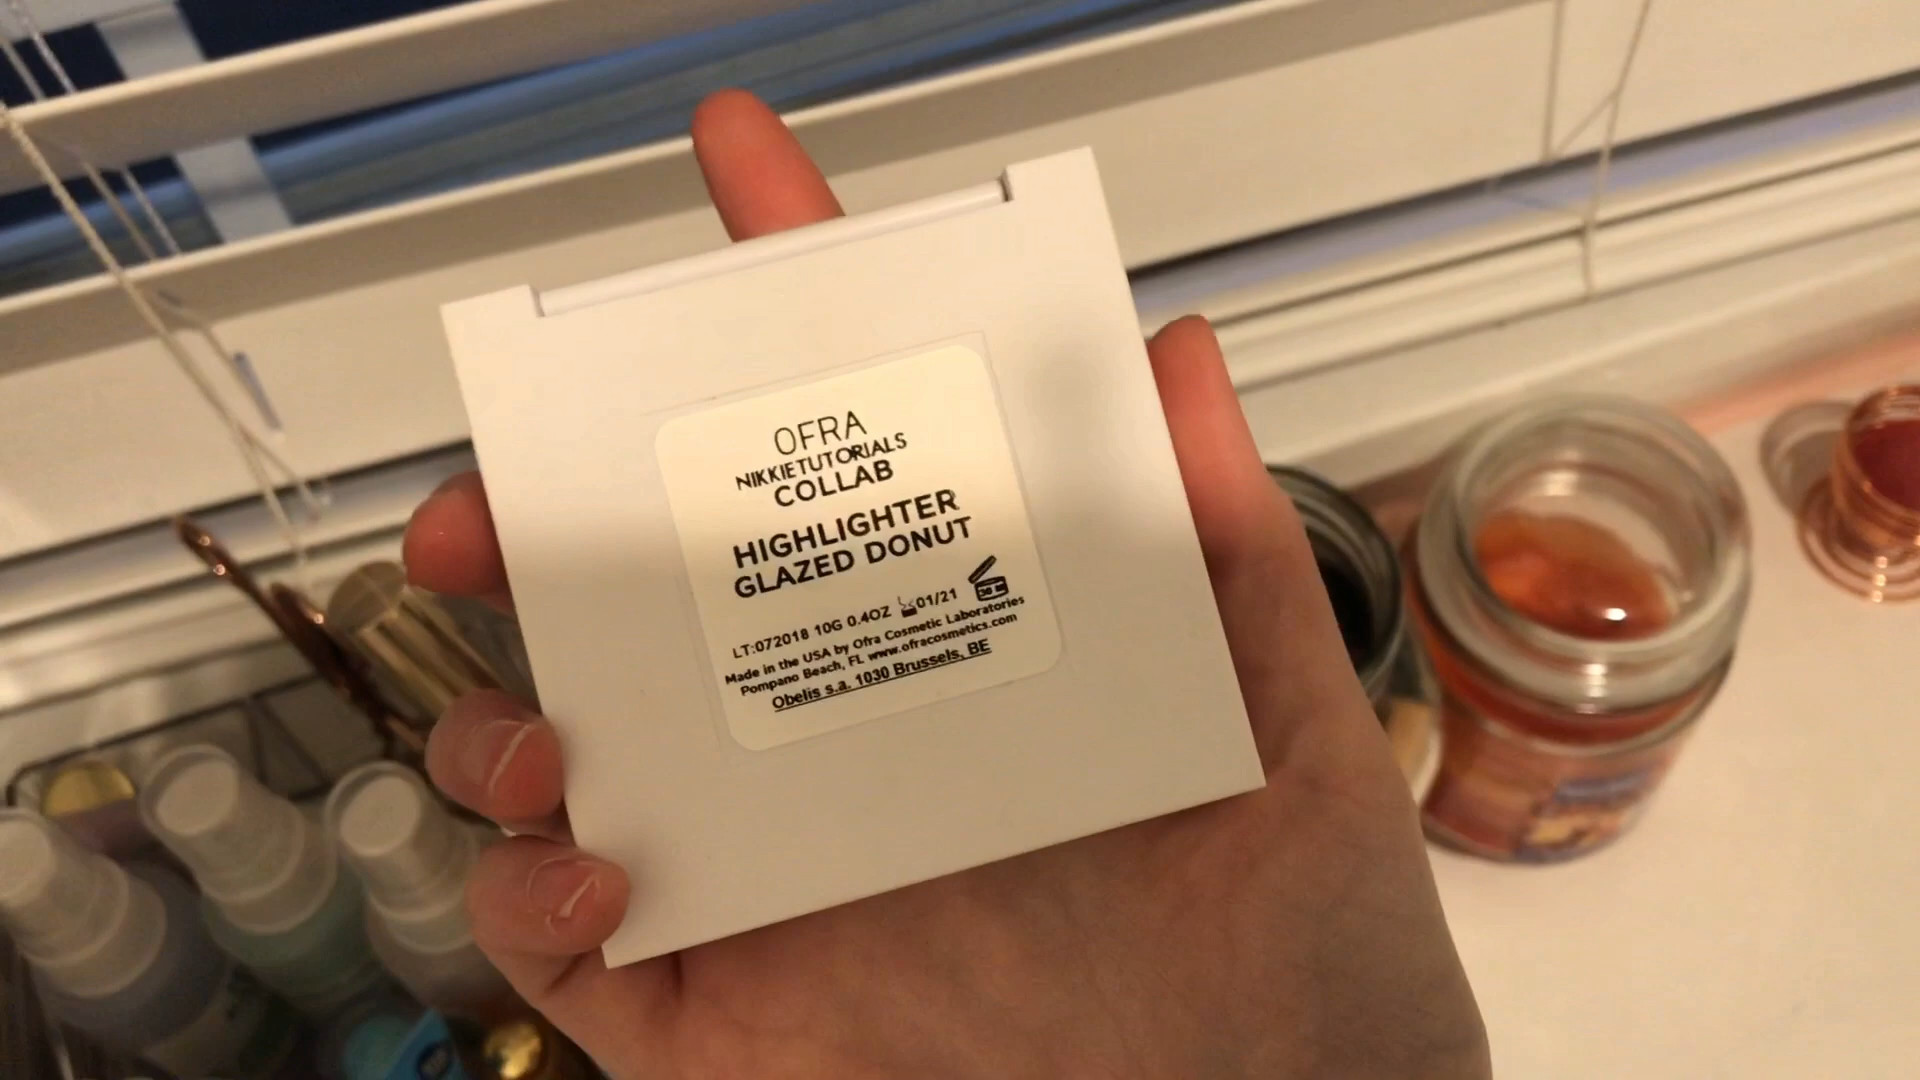 OFRA
NIKKIETUTORIALS
COLLAB
HIGHLIGHTER
GLAZED DONUT
LT:072018 10G 0.4OZ 01/21
Made in the USA by Ofra Cosmetic Laboratories
Pompano Beach, FL www.ofracosmetics.com
Obelis s.a. 1030 Brussels, BE